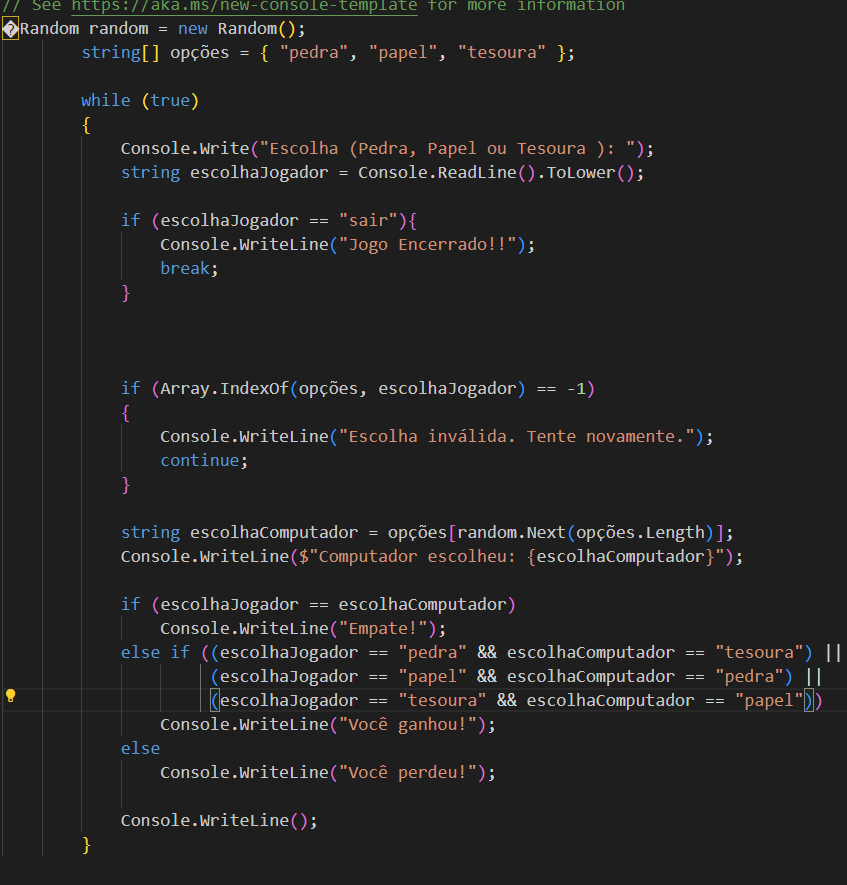 // See https://aka.ms/new-console-template for more information
�Random random = new Random();
string[] opções = { "pedra", "papel", "tesoura" };
while (true)
{
Console.Write("Escolha (Pedra, Papel ou Tesoura ): ");
string escolhaJogador = Console.ReadLine().ToLower();
if (escolhaJogador == "sair"){
Console.WriteLine("Jogo Encerrado!!");
break;
}
if (Array.IndexOf(opções, escolhaJogador) == -1)
{
Console.WriteLine("Escolha inválida. Tente novamente.");
continue;
}
string escolhaComputador = opções[random.Next(opções.Length)];
Console.WriteLine($"Computador escolheu: {escolhaComputador}");
if (escolhaJogador == escolhaComputador)
Console.WriteLine("Empate!");
else if ((escolhaJogador == "pedra" && escolhaComputador == "tesoura") ||
(escolhaJogador == "papel" && escolhaComputador == "pedra") ||
(escolhaJogador == "tesoura" && escolhaComputador == "papel"))
Console.WriteLine("Você ganhou!");
else
Console.WriteLine("Você perdeu!");
Console.WriteLine();
}